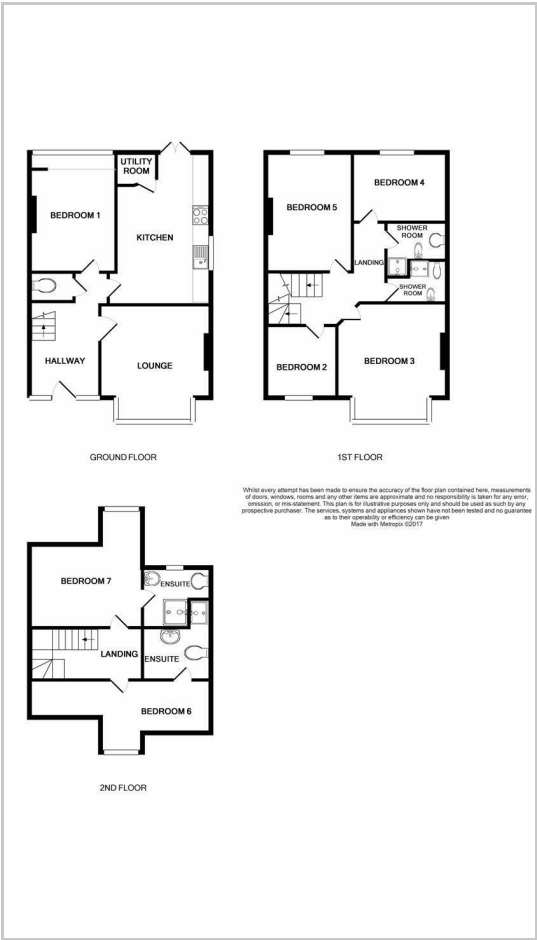 UTILITY
ROOM
BEDROOM 1
KITCHEN
HALLWAY
LOUNGE
GROUND FLOOR
BEDROOM 5
BEDROOM 4
SHOWER
ROOM
LANDING
SHOWER
ROOM
BEDROOM 2
BEDROOM 3
1ST FLOOR
Whilst every attempt has been made to ensure the accuracy of the floor plan contained here, measurements
of doors, windows, rooms and any other items are approximate and no responsibility is taken for any error,
omission, or mis-statement. This plan is for illustrative purposes only and should be used as such by any
prospective purchaser. The services, systems and appliances shown have not been tested and no guarantee
as to their operability or efficiency can be given
Made with Metropix ©2017
BEDROOM 7
ENSUITE
LANDING
ENSUITE
BEDROOM 6
2ND FLOOR